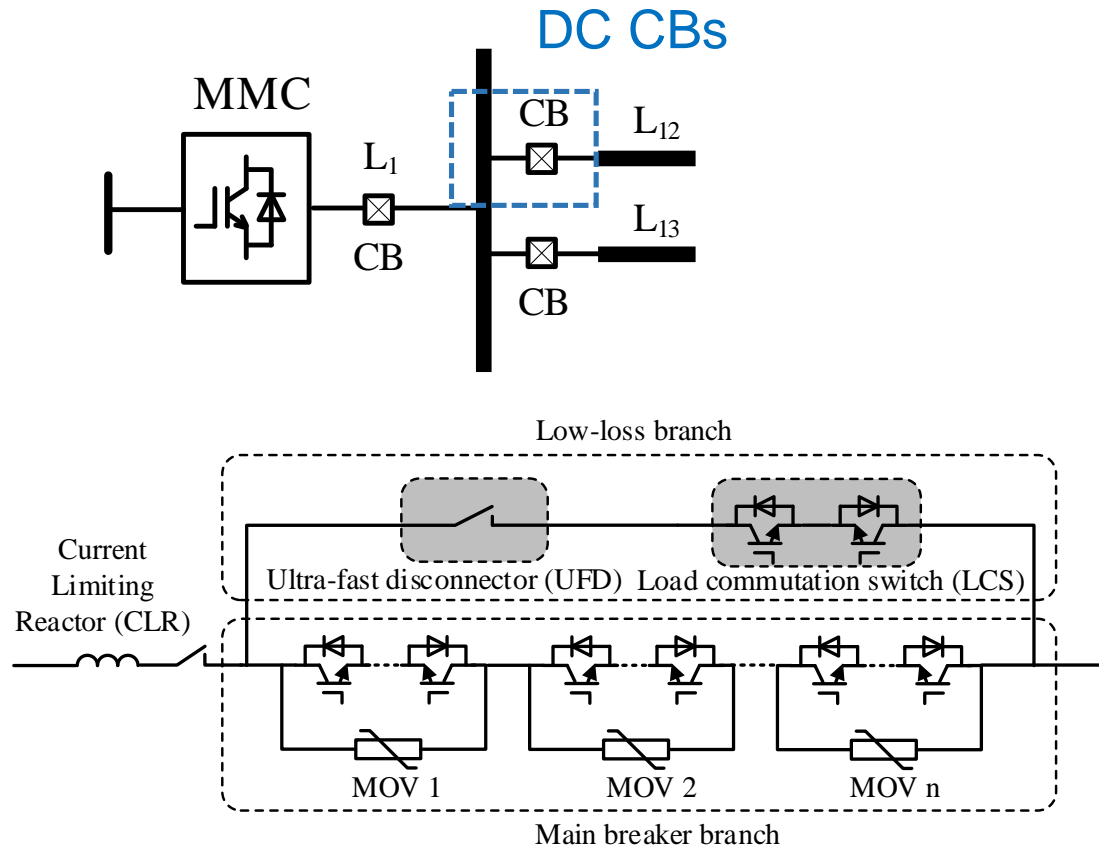 DC CBs
MMC
CB
L12
L1
L13
CB
CB
Low-loss branch
Current
Limiting
Reactor (CLR)
Ultra-fast disconnector (UFD)
Load commutation switch (LCS)
MOV 1
MOV 2
MOV n
Main breaker branch